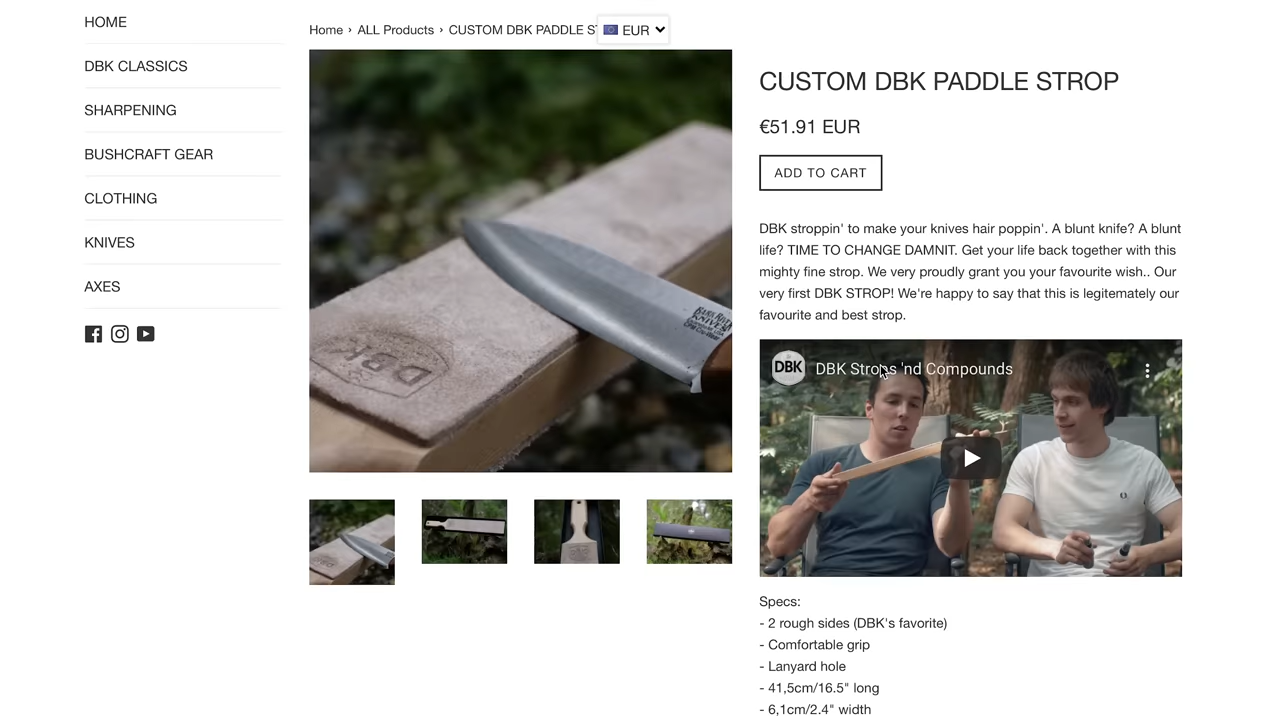 HOME
DBK CLASSICS
SHARPENING
BUSHCRAFT GEAR
CLOTHING
KNIVES
AXES
Home › ALL Products › CUSTOM DBK PADDLE
EUR
DBK
KNIVES
CUSTOM DBK PADDLE STROP
€51.91 EUR
ADD TO CART
DBK stroppin' to make your knives hair poppin'. A blunt knife? A blunt
life? TIME TO CHANGE DAMNIT. Get your life back together with this
mighty fine strop. We very proudly grant you your favourite wish.. Our
very first DBK STROP! We're happy to say that this is legitemately our
favourite and best strop.
DBK
DBK Strops 'nd Compounds
Specs:
- 2 rough sides (DBK's favorite)
- Comfortable grip
- Lanyard hole
- 41,5cm/16.5" long
- 6,1cm/2.4" width